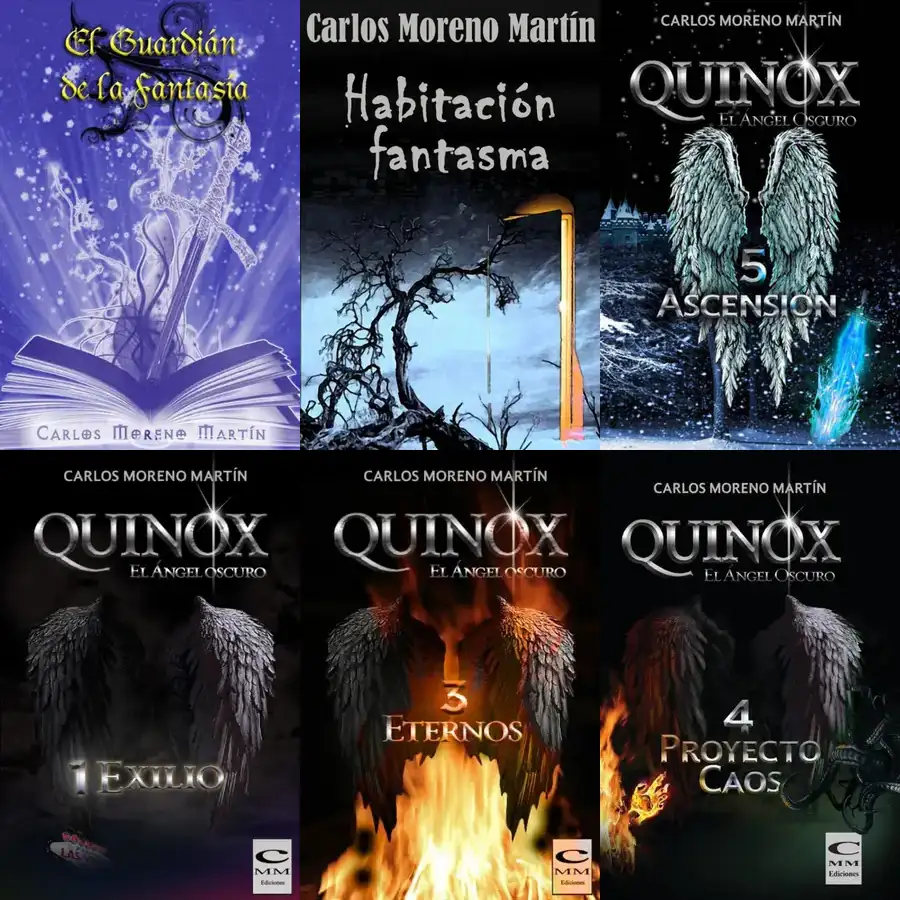 El Guardián
de la Fantasía
CARLOS MORENO MARTÍN
Carlos Moreno Martín
Habitación
fantasma
CARLOS MORENO MARTÍN
QUINOX
EL ÁNGEL OSCURO
5
ASCENSIÓN
CARLOS MORENO MARTÍN
QUINOX
EL ÁNGEL OSCURO
1 EXILIO
C
MM
Ediciones
CARLOS MORENO MARTÍN
QUINOX
EL ÁNGEL OSCURO
3
ETERNOS
C
MM
Ediciones
CARLOS MORENO MARTÍN
QUINOX
EL ÁNGEL OSCURO
4
PROYECTO
CAOS
C
MM
Ediciones